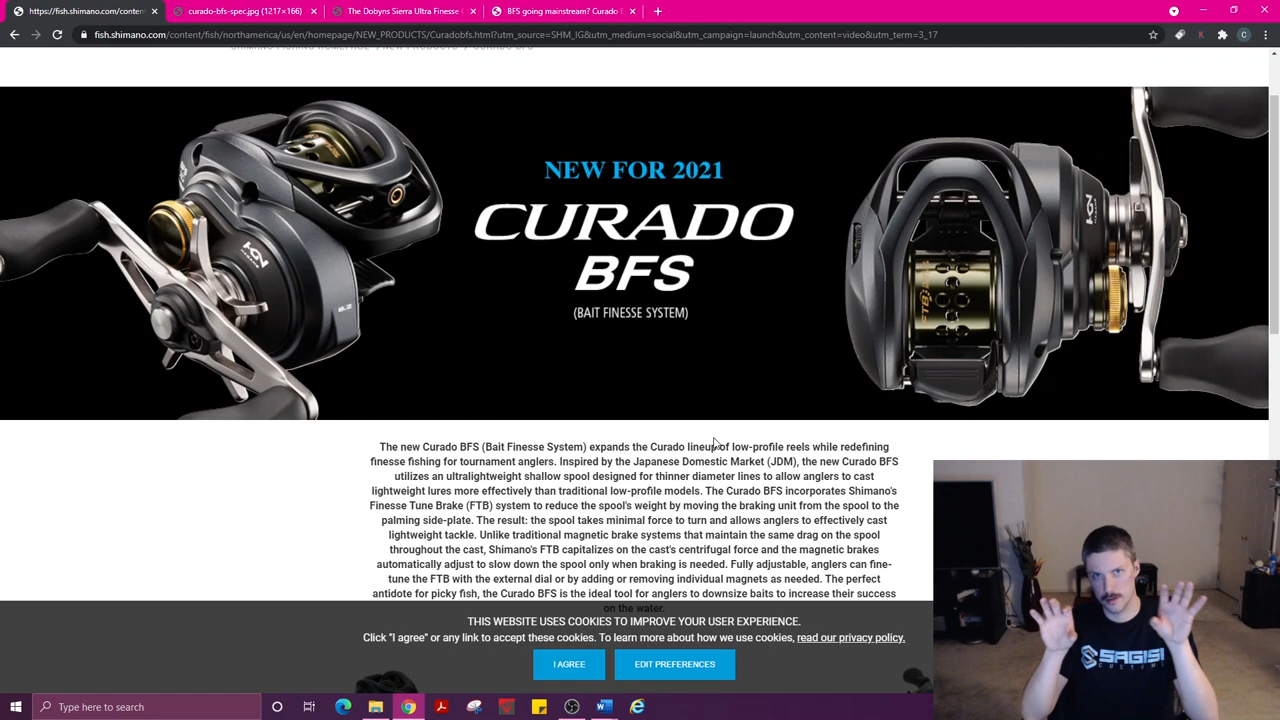 https://fish.shimano.com/conten
curado-bfs-spec.jpg (1217×166)
The Dobyns Sierra Ultra Finesse C
BFS going mainstream? Curado B
fish.shimano.com/content/fish/northamerica/us/en/homepage/NEW_PRODUCTS/Curadobfs.html?utm_source=SHM_IG&utm_medium=social&utm_campaign=launch&utm_content=video&utm_term=3_17
NEW FOR 2021
CURADO
BFS
(BAIT FINESSE SYSTEM)
The new Curado BFS (Bait Finesse System) expands the Curado lineup of low-profile reels while redefining
finesse fishing for tournament anglers. Inspired by the Japanese Domestic Market (JDM), the new Curado BFS
utilizes an ultralightweight shallow spool designed for thinner diameter lines to allow anglers to cast
lightweight lures more effectively than traditional low-profile models. The Curado BFS incorporates Shimano's
Finesse Tune Brake (FTB) system to reduce the spool's weight by moving the braking unit from the spool to the
palming side-plate. The result: the spool takes minimal force to turn and allows anglers to effectively cast
lightweight tackle. Unlike traditional magnetic brake systems that maintain the same drag on the spool
throughout the cast, Shimano's FTB capitalizes on the cast's centrifugal force and the magnetic brakes
automatically adjust to slow down the spool only when braking is needed. Fully adjustable, anglers can fine-
tune the FTB with the external dial or by adding or removing individual magnets as needed. The perfect
antidote for picky fish, the Curado BFS is the ideal tool for anglers to downsize baits to increase their success
on the water.
THIS WEBSITE USES COOKIES TO IMPROVE YOUR USER EXPERIENCE.
Click "I agree" or any link to accept these cookies. To learn more about how we use cookies, read our privacy policy.
I AGREE
EDIT PREFERENCES
SAGISI
Type here to search